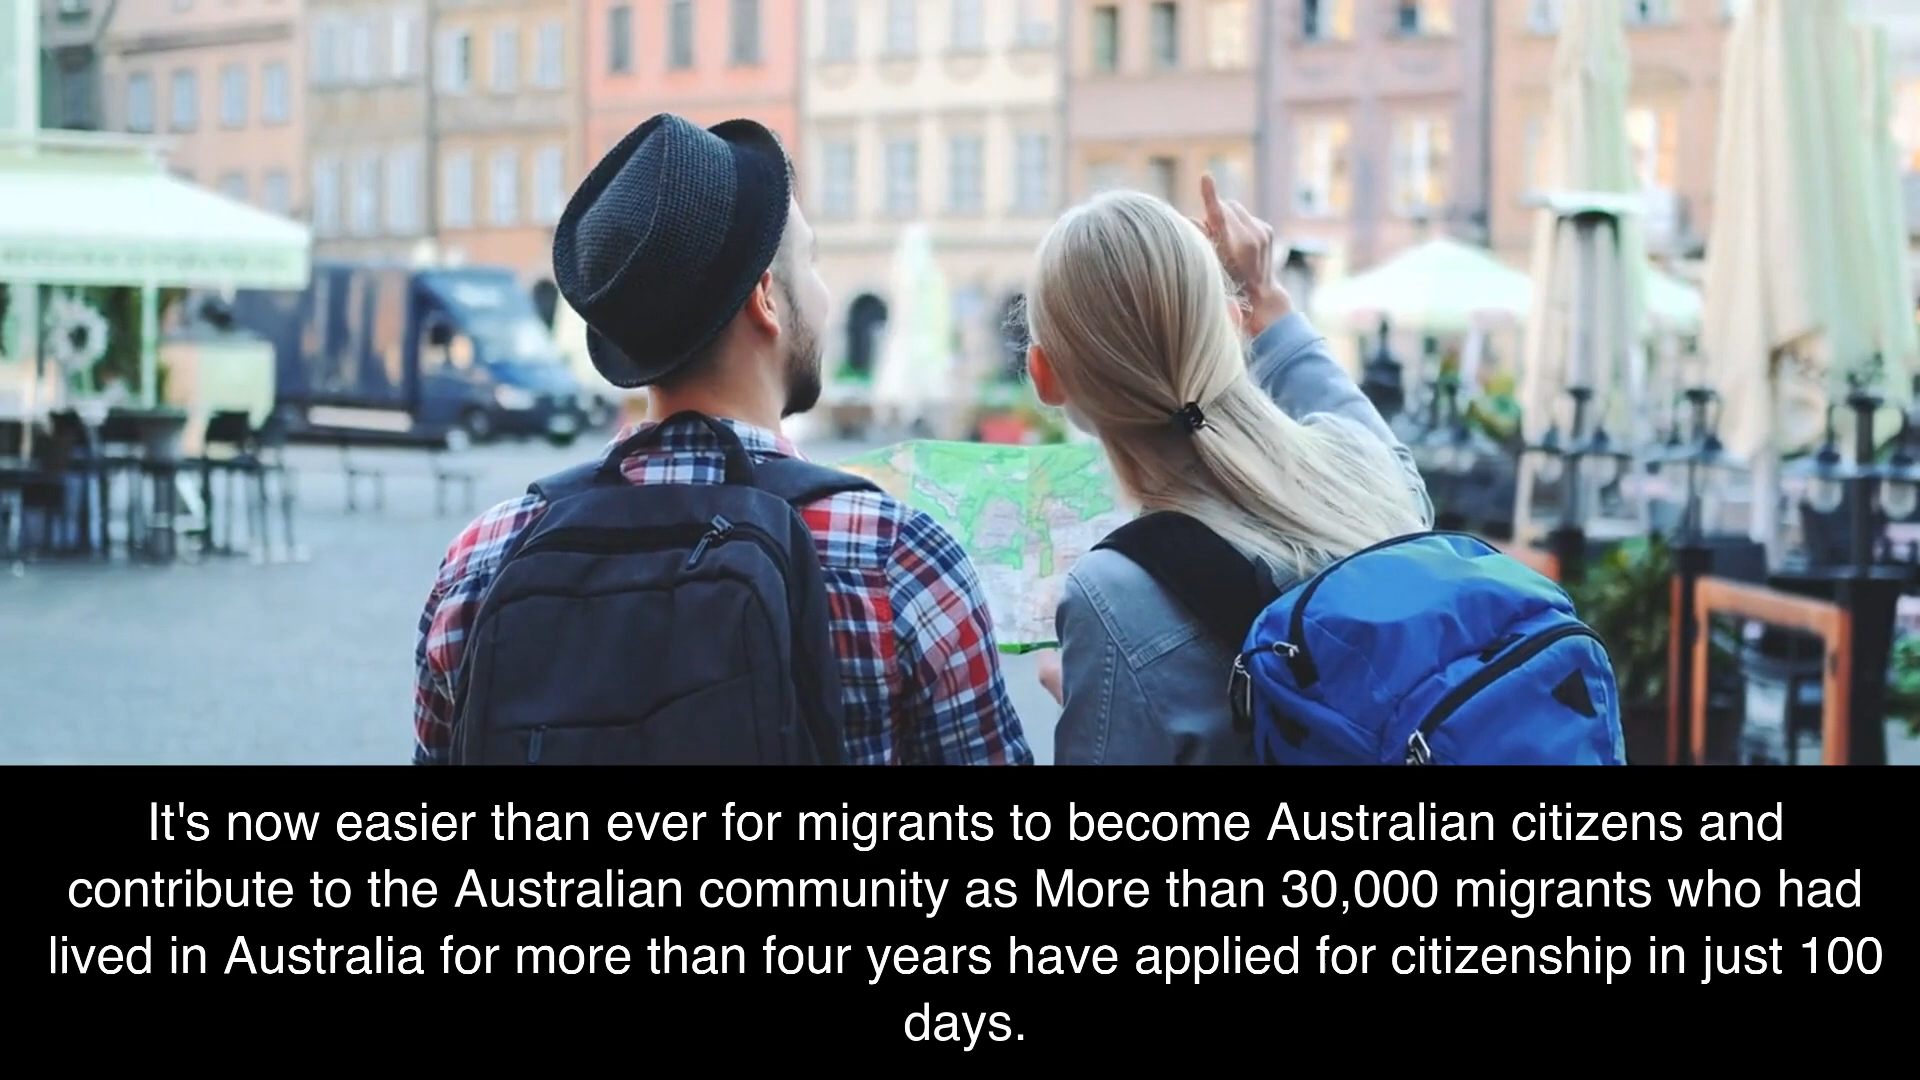 It's now easier than ever for migrants to become Australian citizens and
contribute to the Australian community as More than 30,000 migrants who had
lived in Australia for more than four years have applied for citizenship in just 100
days.